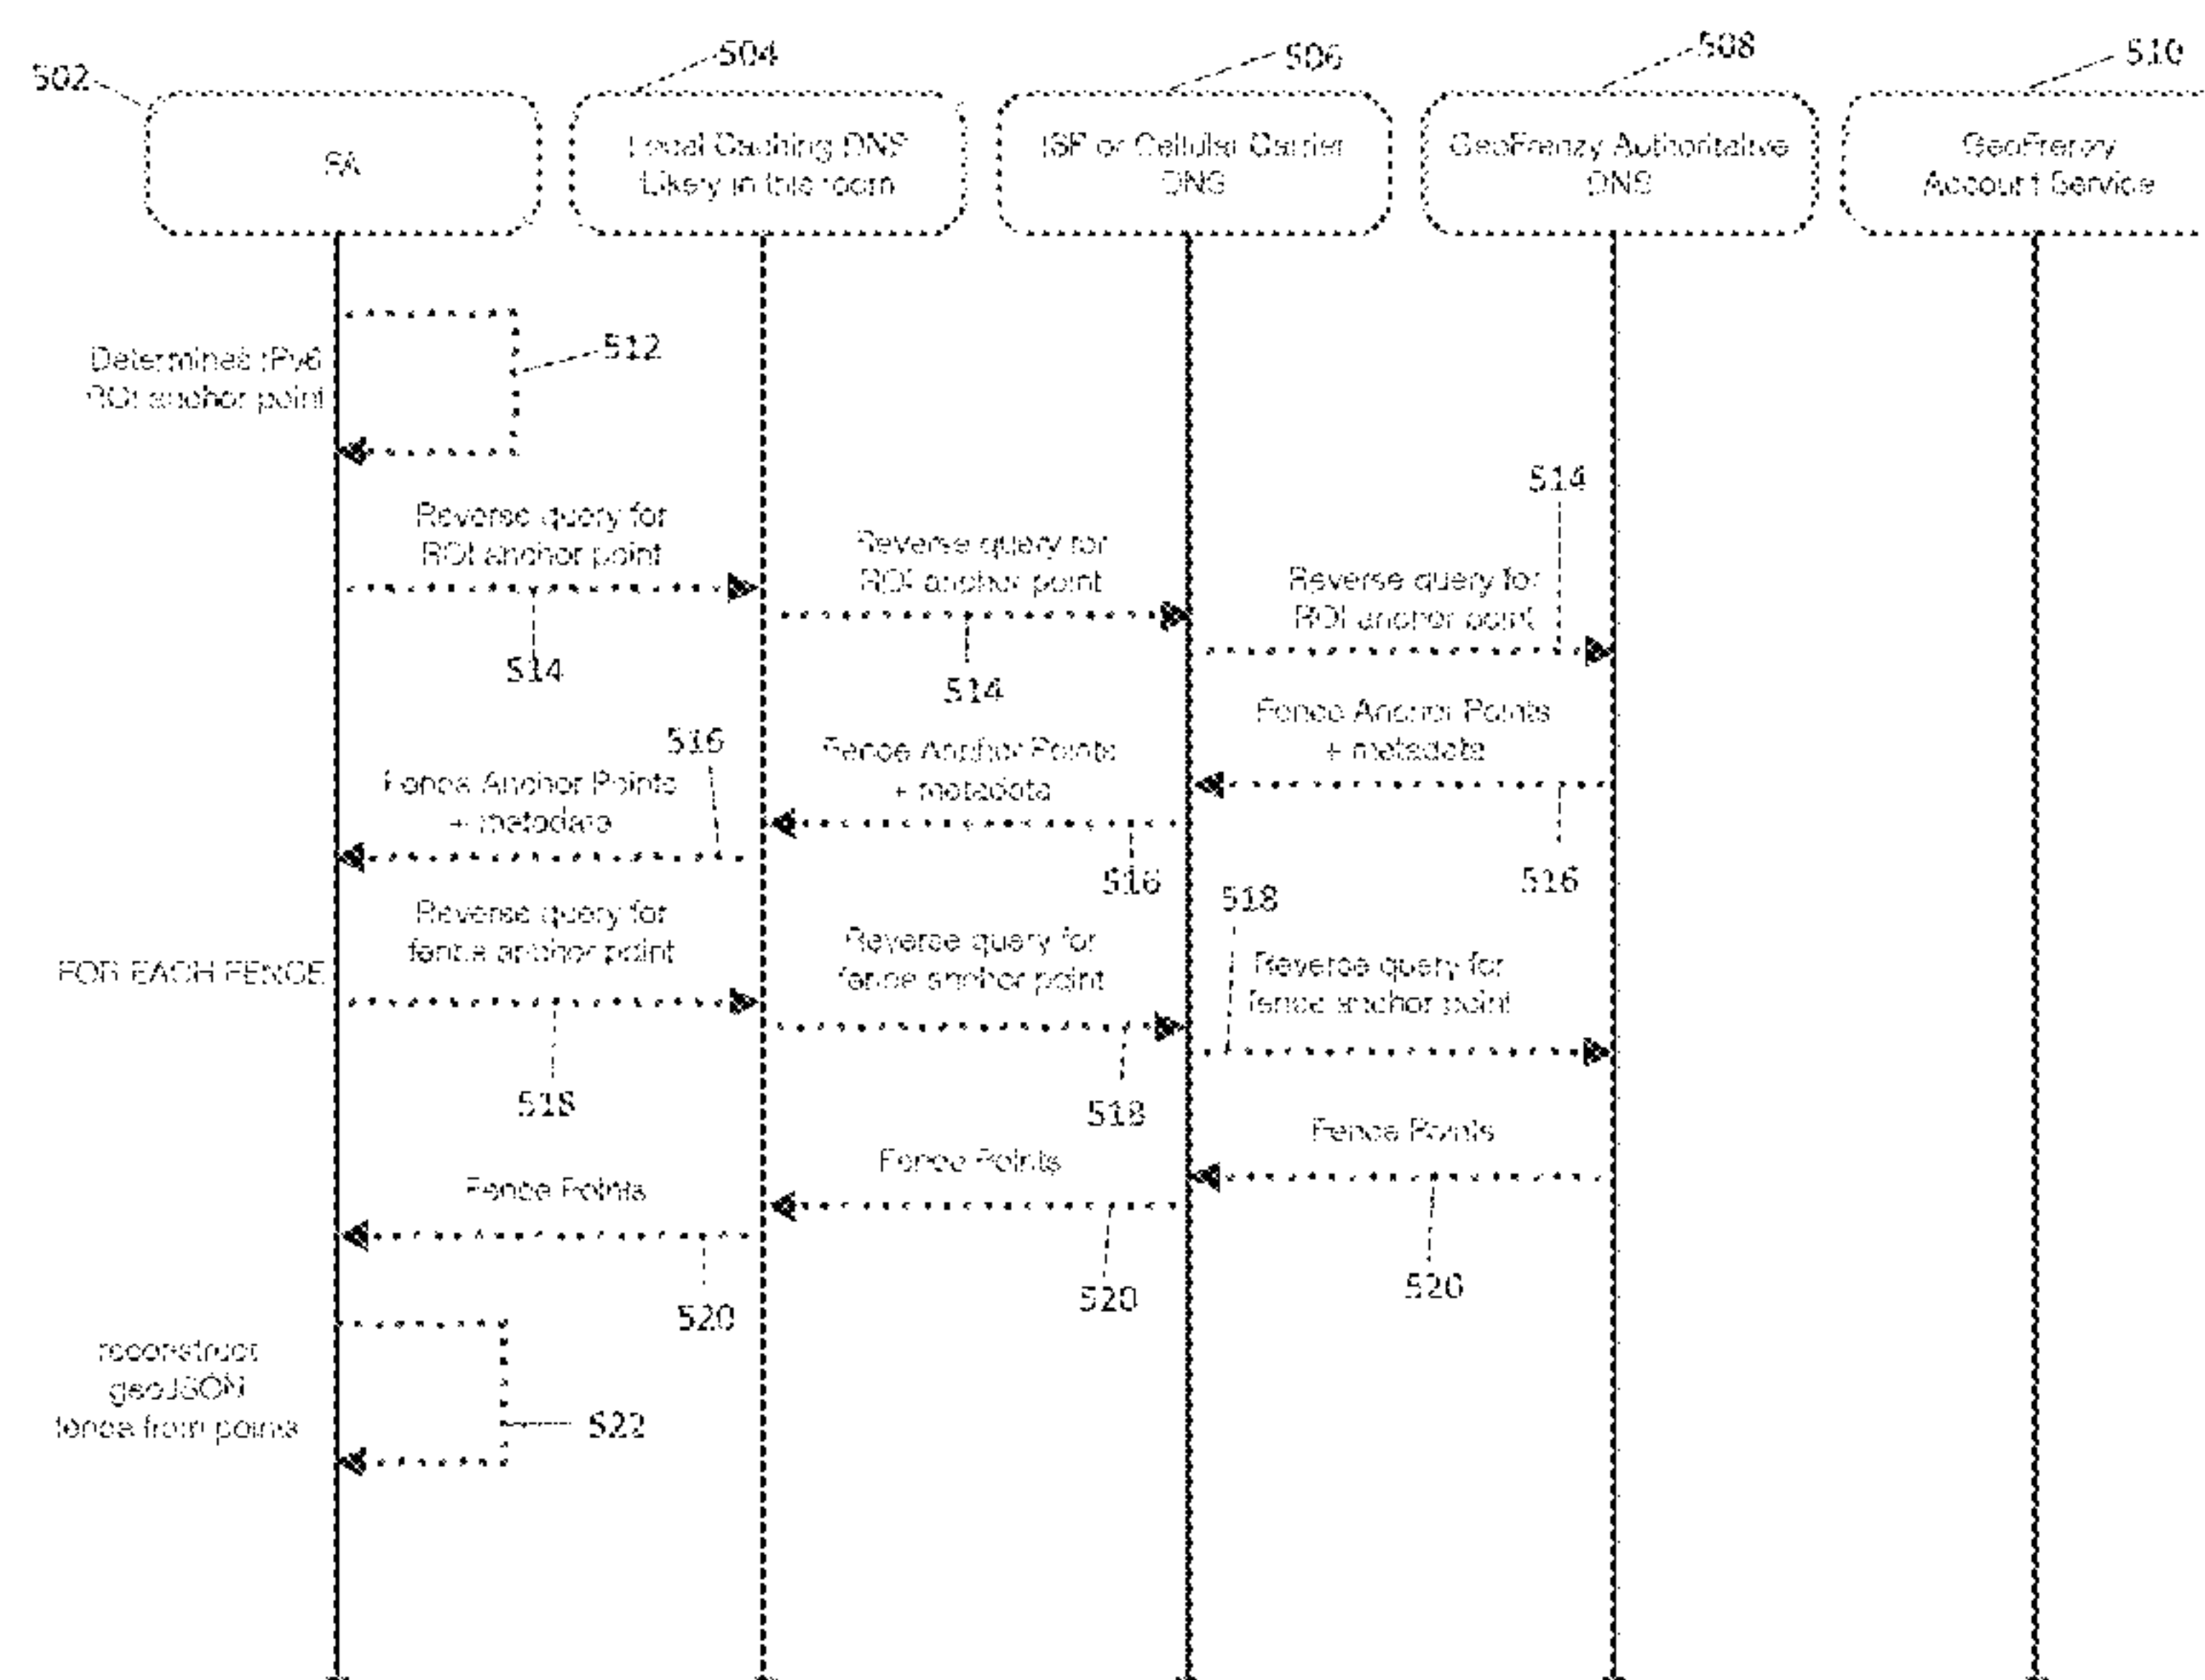 502
504
506
508
510
FA
Local Caching DNS
Likely in this room
ISP or Cellular Carrier
DNS
GeoFrenzy Authoritative
DNS
GeoFrenzy
Account Service
Determines IPv6
ROI anchor point
512
514
Reverse query for
ROI anchor point
514
Reverse query for
ROI anchor point
514
Reverse query for
ROI anchor point
Fence Anchor Points
+ metadata
516
Fence Anchor Points
+ metadata
516
516
Fence Anchor Points
+ metadata
FOR EACH FENCE
Reverse query for
fence anchor point
518
Reverse query for
fence anchor point
518
518
Reverse query for
fence anchor point
Fence Points
520
Fence Points
520
Fence Points
520
reconstruct
geoJSON
fence from points
522